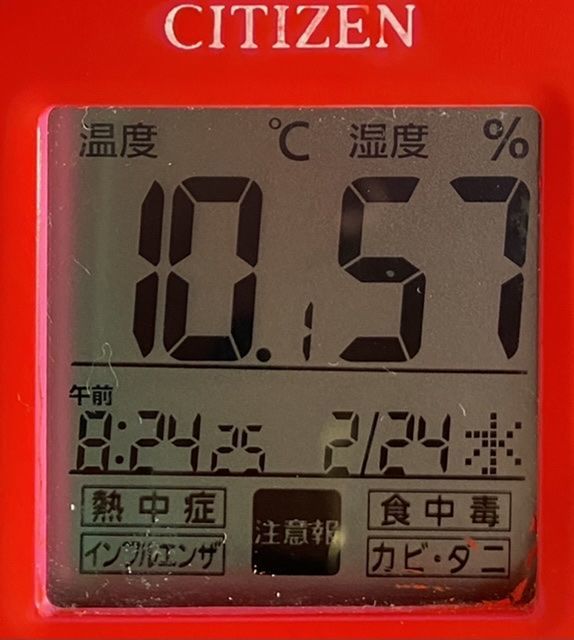 CITIZEN
温度 ℃ 湿度 %
10.1 57
午前
8:24 25 2/24 水
熱中症 注意報 食中毒
インフルエンザ カビ・ダニ